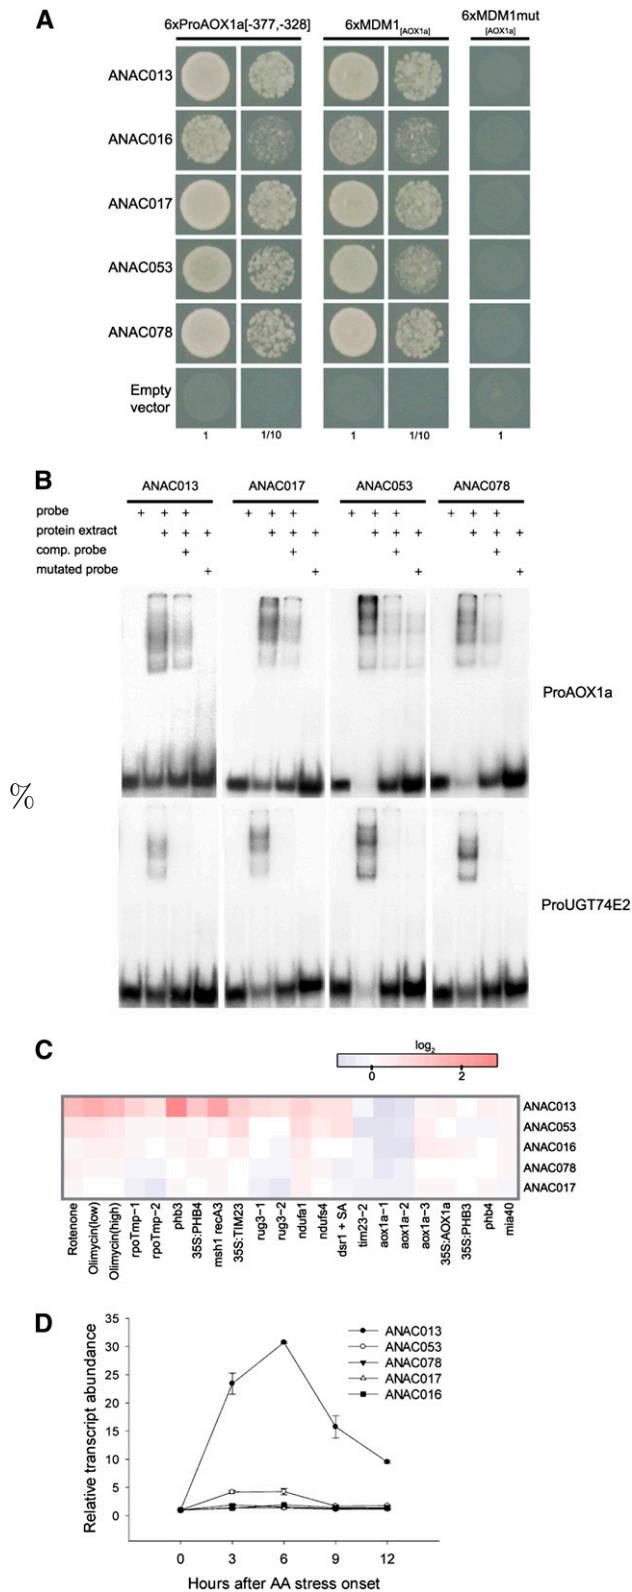 A
6xProAOX1a[-377,-328]
6xMDM1[AOX1a]
6xMDM1mut
[AOX1a]
ANAC013
ANAC016
ANAC017
ANAC053
ANAC078
Empty
vector
1 1/10 1 1/10 1
B
ANAC013 ANAC017 ANAC053 ANAC078
probe + + + + + + + + + + + +
protein extract + + + + + + + + + + + +
comp. probe + + + +
mutated probe + + + +
ProAOX1a
%
ProUGT74E2
C
log2
0 2
ANAC013
ANAC053
ANAC016
ANAC078
ANAC017
Rotenone
Olimycin(low)
Olimycin(high)
rpoTmp-1
rpoTmp-2
phb3
35S:PHB4
msh1 recA3
35S:TIM23
rug3-1
rug3-2
ndufa1
ndufs4
dsr1 + SA
tim23-2
aox1a-1
aox1a-2
aox1a-3
35S:AOX1a
35S:PHB3
phb4
mia40
D
Relative transcript abundance
35
30
25
20
15
10
5
0
ANAC013
ANAC053
ANAC078
ANAC017
ANAC016
0 3 6 9 12
Hours after AA stress onset